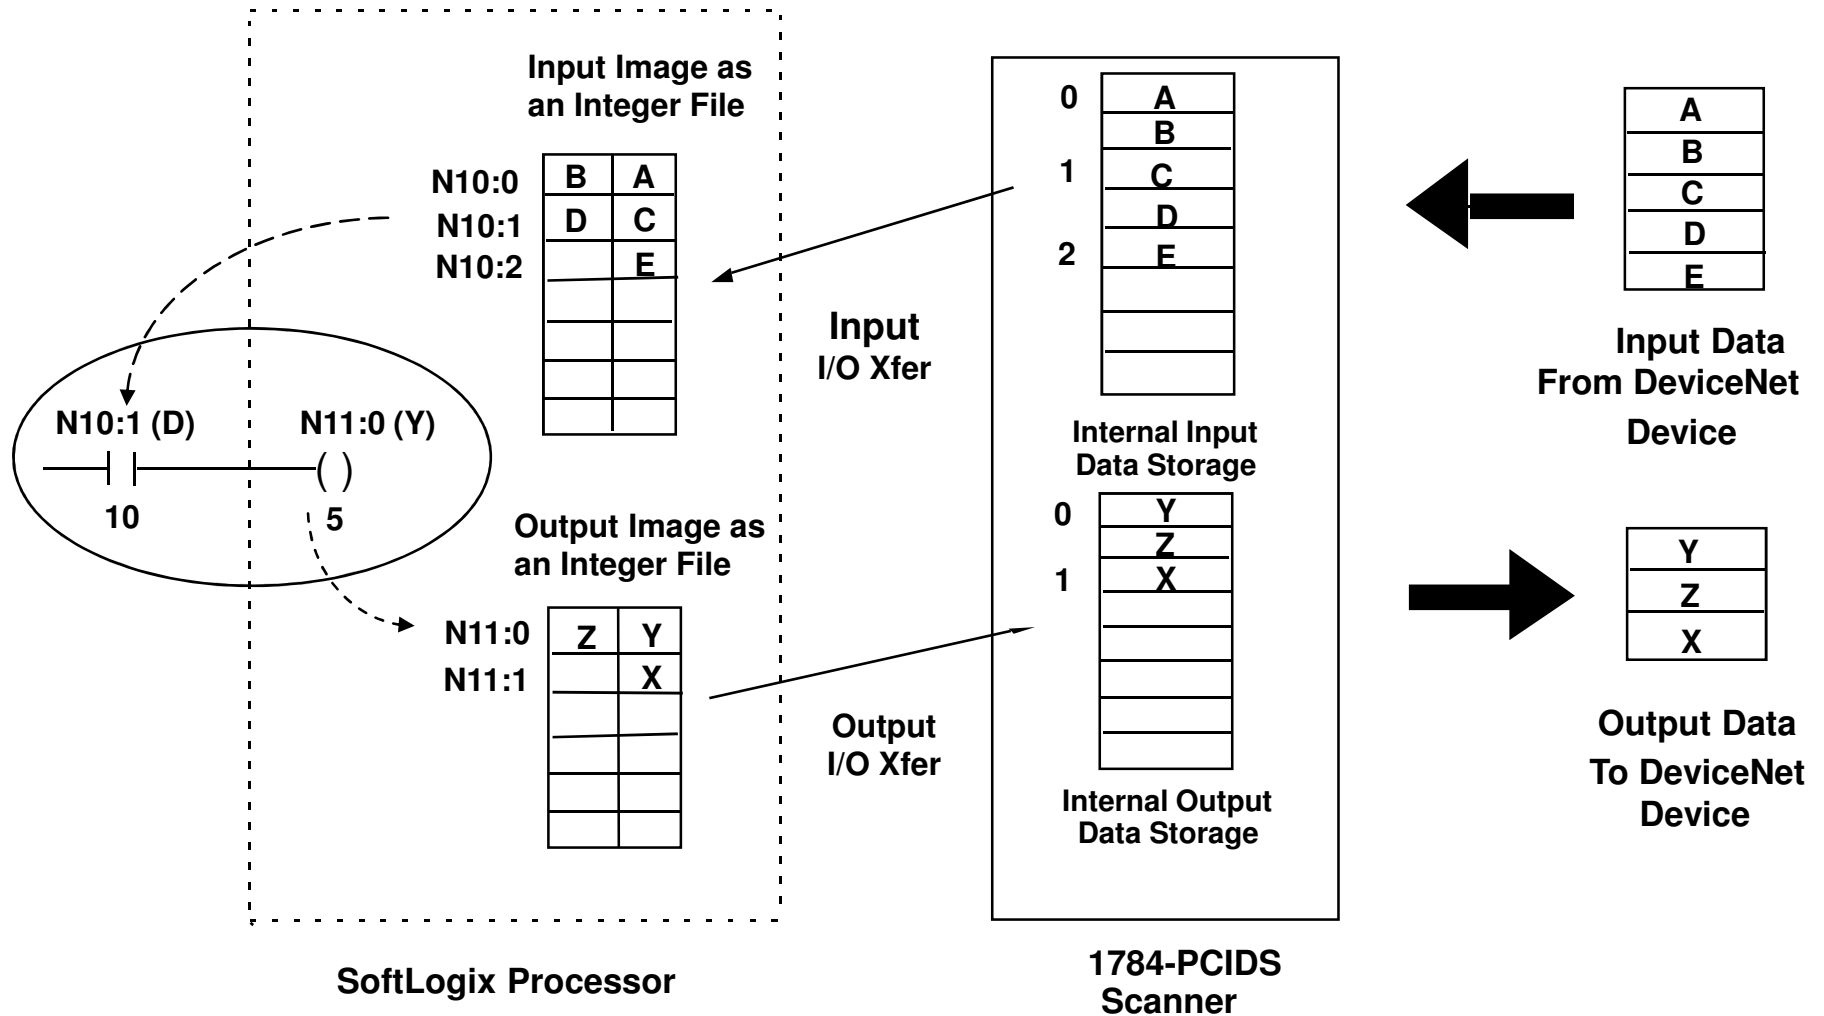 Input Image as
an Integer File
N10:0 B A
N10:1 D C
N10:2 E
N10:1 (D) N11:0 (Y)
( )
10 5
Output Image as
an Integer File
N11:0 Z Y
N11:1 X
SoftLogix Processor
Input
I/O Xfer
Output
I/O Xfer
0 A
B
1 C
D
2 E
Internal Input
Data Storage
0 Y
Z
1 X
Internal Output
Data Storage
1784-PCIDS
Scanner
A
B
C
D
E
Input Data
From DeviceNet
Device
Y
Z
X
Output Data
To DeviceNet
Device